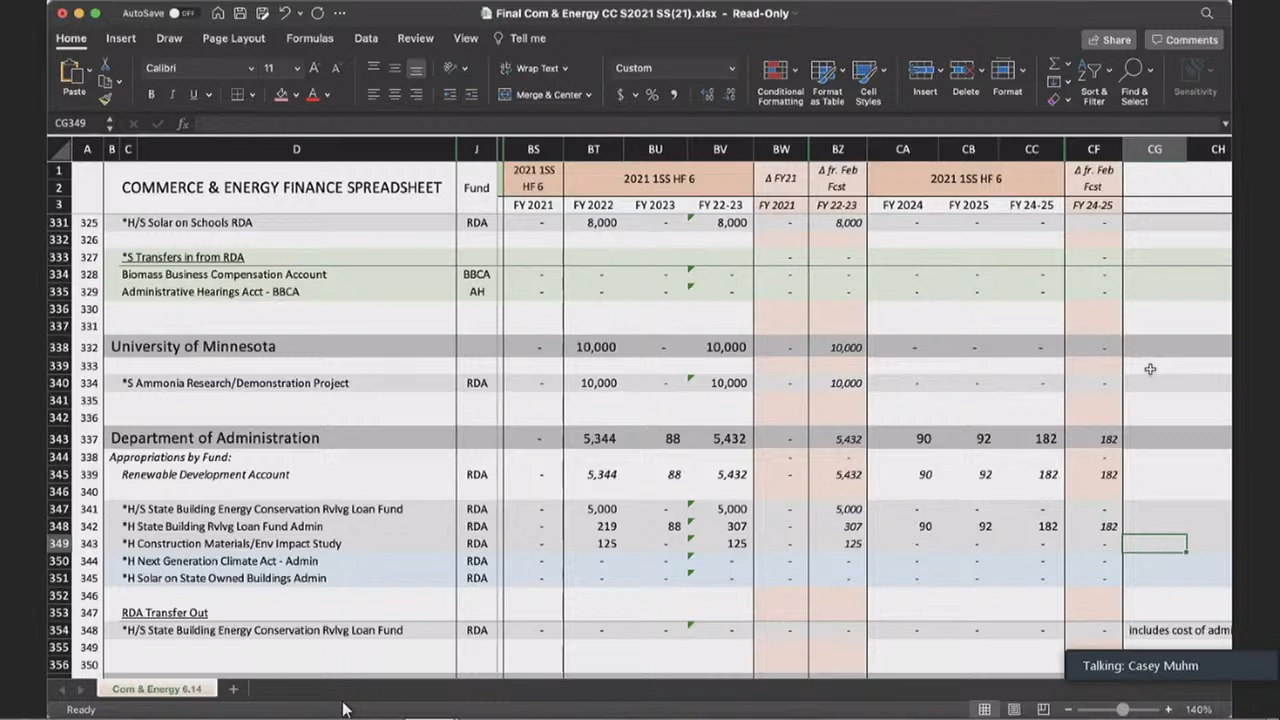 AutoSave OFF Final Com & Energy CC S2021 SS(21).xlsx - Read-Only
Home Insert Draw Page Layout Formulas Data Review View Tell me Share Comments
Paste Calibri 11 Wrap Text Custom
B I U Merge & Center $ % Conditional Formatting Format as Table Cell Styles Insert Delete Format Sort & Filter Find & Select Sensitivity
CG349 fx
A B C D J BS BT BU BV BW BZ CA CB CC CF CG CH
1 2021 1SS HF 6 2021 1SS HF 6 Δ FY21 Δ fr. Feb Fcst 2021 1SS HF 6 Δ fr. Feb Fcst
2 COMMERCE & ENERGY FINANCE SPREADSHEET Fund
3 FY 2021 FY 2022 FY 2023 FY 22-23 FY 2021 FY 22-23 FY 2024 FY 2025 FY 24-25 FY 24-25
331 325 *H/S Solar on Schools RDA RDA - 8,000 - 8,000 8,000 - - - -
332 326
333 327 *S Transfers in from RDA - - -
334 328 Biomass Business Compensation Account BBCA - - - - - - - - - -
335 329 Administrative Hearings Acct - BBCA AH - - - - - - - - - -
336 330
337 331
338 332 University of Minnesota - 10,000 - 10,000 - 10,000 - - - -
339 333 -
340 334 *S Ammonia Research/Demonstration Project RDA 10,000 - 10,000 - 10,000 - - - -
341 335
342 336
343 337 Department of Administration - 5,344 88 5,432 - 5,432 90 92 182 182
344 338 Appropriations by Fund: - - -
345 339 Renewable Development Account RDA - 5,344 88 5,432 - 5,432 90 92 182 182
346 340
347 341 *H/S State Building Energy Conservation Rvlvg Loan Fund RDA 5,000 - 5,000 - 5,000 - - - -
348 342 *H State Building Rvlvg Loan Fund Admin RDA 219 88 307 - 307 90 92 182 182
349 343 *H Construction Materials/Env Impact Study RDA 125 - 125 - 125 - - - -
350 344 *H Next Generation Climate Act - Admin RDA - - - - - - - - - -
351 345 *H Solar on State Owned Buildings Admin RDA - - - - - - - - - -
352 346
353 347 RDA Transfer Out
354 348 *H/S State Building Energy Conservation Rvlvg Loan Fund RDA - - - - - - - - - - includes cost of adm
355 349
356 350
Talking: Casey Muhm
Com & Energy 6.14 +
Ready 140%